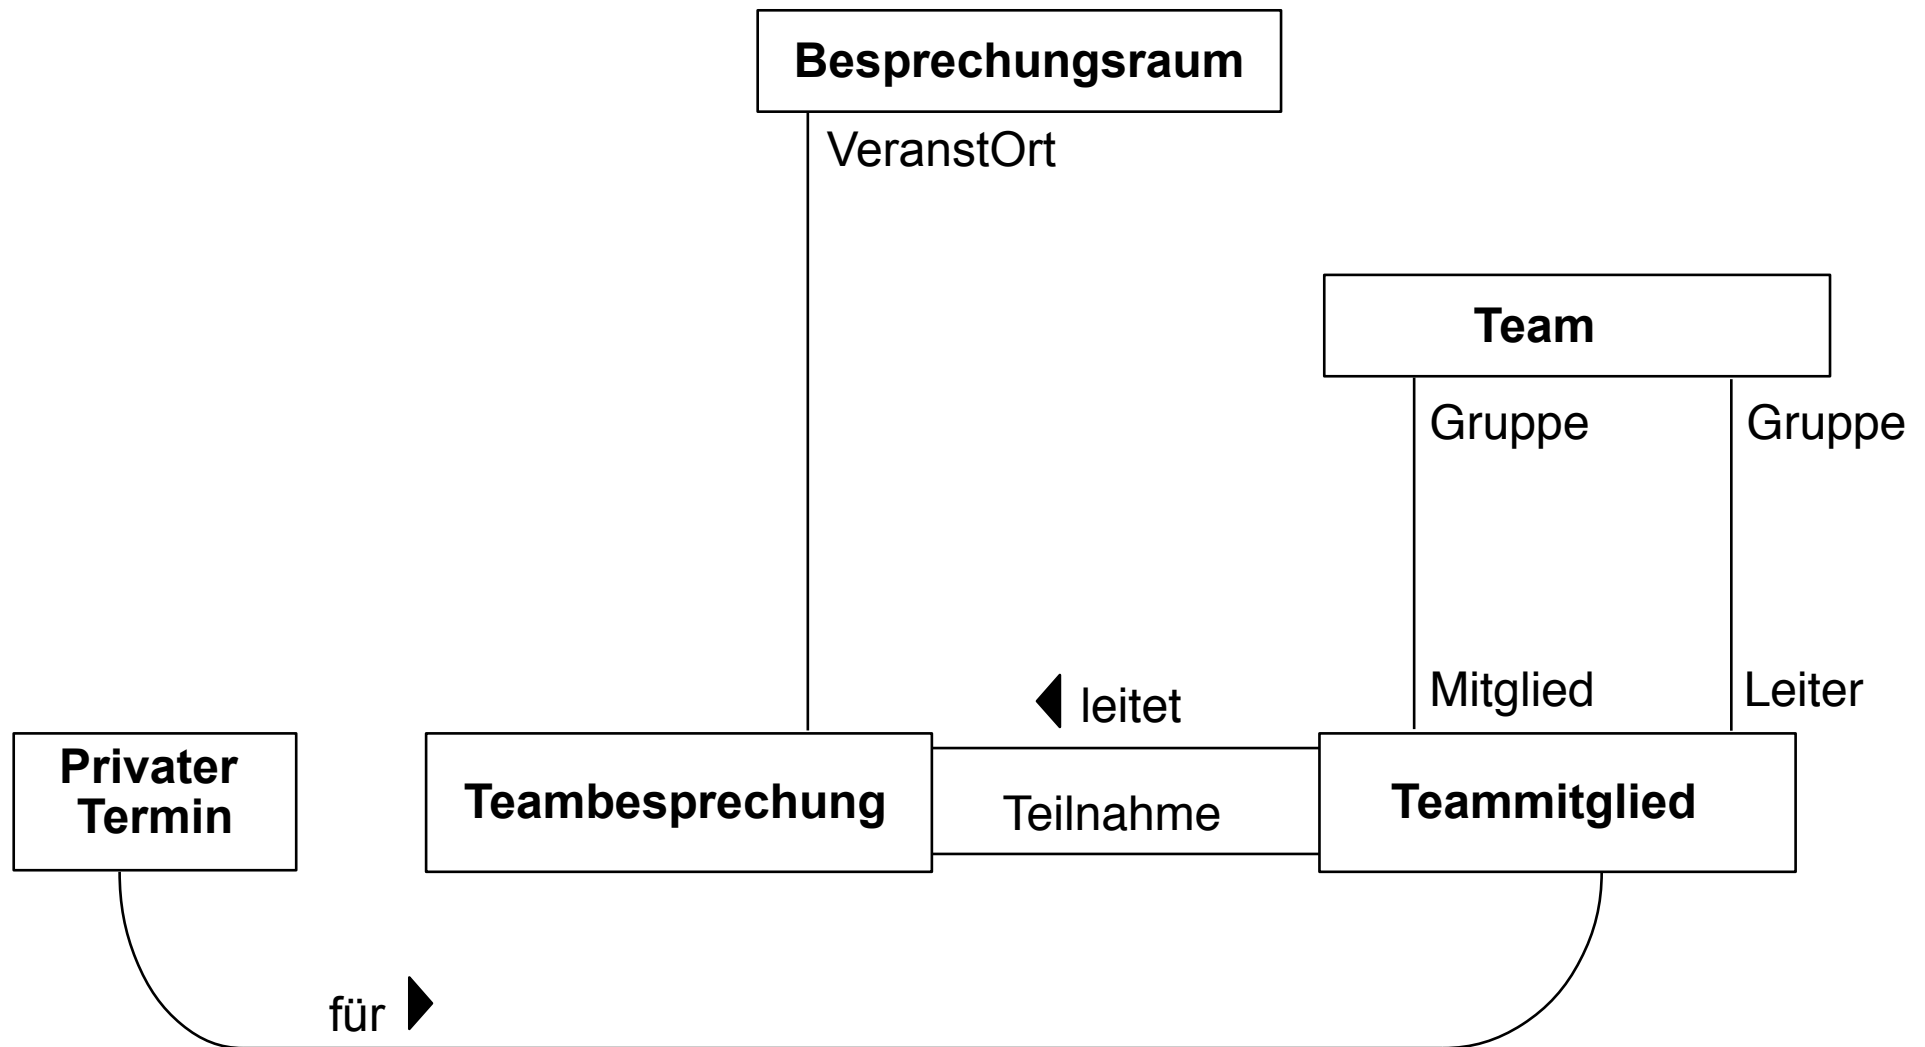 Besprechungsraum
VeranstOrt
Team
Gruppe
Gruppe
Mitglied
Leiter
leitet
Privater
Termin
Teambesprechung
Teilnahme
Teammitglied
für